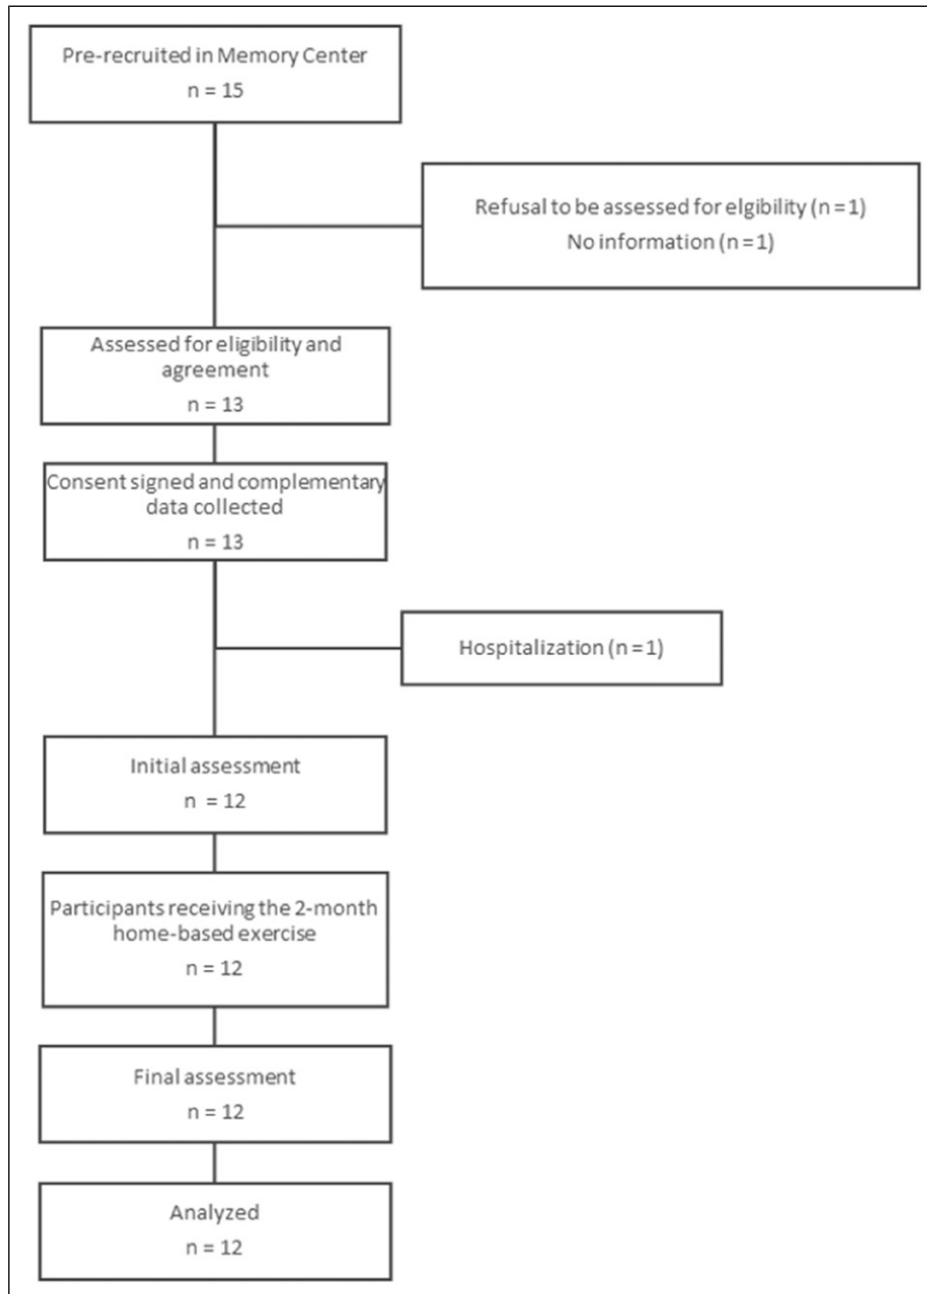 Pre-recruited in Memory Center
n = 15
Refusal to be assessed for elgibility (n=1)
No information (n=1)
Assessed for eligibility and
agreement
n = 13
Consent signed and complementary
data collected
n = 13
Hospitalization (n=1)
Initial assessment
n = 12
Participants receiving the 2-month
home-based exercise
n = 12
Final assessment
n = 12
Analyzed
n = 12